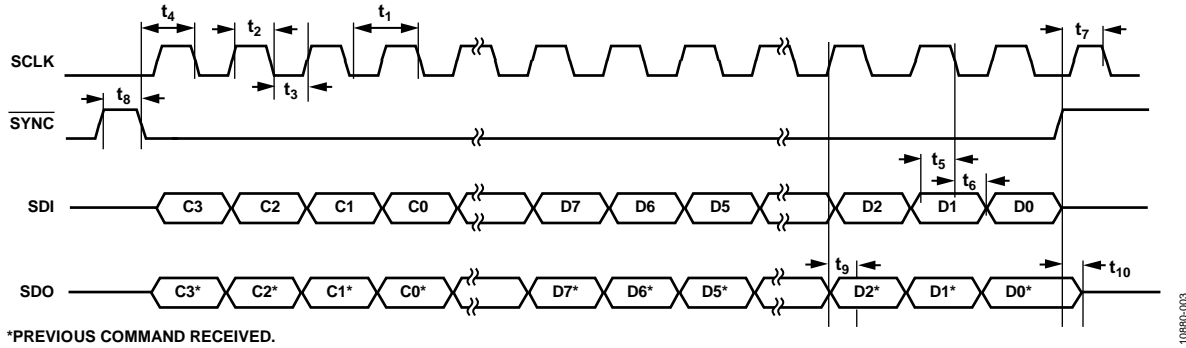 t4 t2 t1 t7
SCLK
t8 t3
SYNC
t5 t6
SDI C3 C2 C1 C0 D7 D6 D5 D2 D1 D0
t9 t10
SDO C3* C2* C1* C0* D7* D6* D5* D2* D1* D0*
*PREVIOUS COMMAND RECEIVED.
10880-003